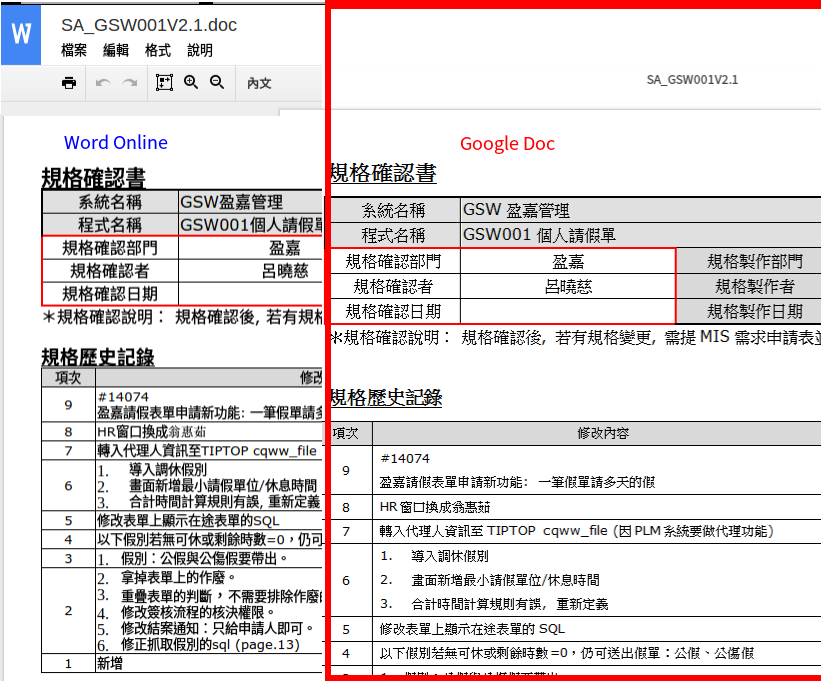 W
SA_GSW001V2.1.doc
檔案 編輯 格式 說明
內文
Word Online
規格確認書
系統名稱 GSW盈嘉管理
程式名稱 GSW001個人請假單
規格確認部門 盈嘉
規格確認者 呂曉慈
規格確認日期
＊規格確認說明： 規格確認後, 若有規格
規格歷史記錄
項次 修改
9 #14074
盈嘉請假表單申請新功能: 一筆假單請多
8 HR窗口換成翁惠茹
7 轉入代理人資訊至TIPTOP cqww_file
6 1. 導入調休假別
2. 畫面新增最小請假單位/休息時間
3. 合計時間計算規則有誤, 重新定義
5 修改表單上顯示在途表單的SQL
4 以下假別若無可休或剩餘時數=0，仍可
3 1. 假別：公假與公傷假要帶出。
2 2. 拿掉表單上的作廢。
3. 重疊表單的判斷，不需要排除作廢
4. 修改簽核流程的核決權限。
5. 修改結案通知：只給申請人即可。
6. 修正抓取假別的sql (page.13)
1 新增
SA_GSW001V2.1
Google Doc
規格確認書
系統名稱 GSW 盈嘉管理
程式名稱 GSW001 個人請假單
規格確認部門 盈嘉 規格製作部門
規格確認者 呂曉慈 規格製作者
規格確認日期 規格製作日期
＊規格確認說明： 規格確認後, 若有規格變更, 需提 MIS 需求申請表並
規格歷史記錄
項次 修改內容
9 #14074
盈嘉請假表單申請新功能: 一筆假單請多天的假
8 HR 窗口換成翁惠茹
7 轉入代理人資訊至 TIPTOP cqww_file (因 PLM 系統要做代理功能)
6 1. 導入調休假別
2. 畫面新增最小請假單位/休息時間
3. 合計時間計算規則有誤, 重新定義
5 修改表單上顯示在途表單的 SQL
4 以下假別若無可休或剩餘時數=0，仍可送出假單：公假、公傷假